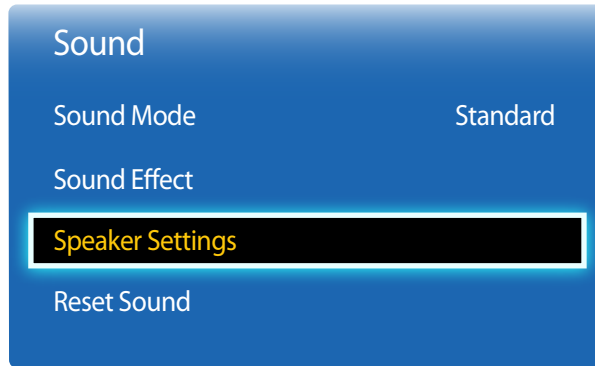 Sound
Sound Mode Standard
Sound Effect
Speaker Settings
Reset Sound